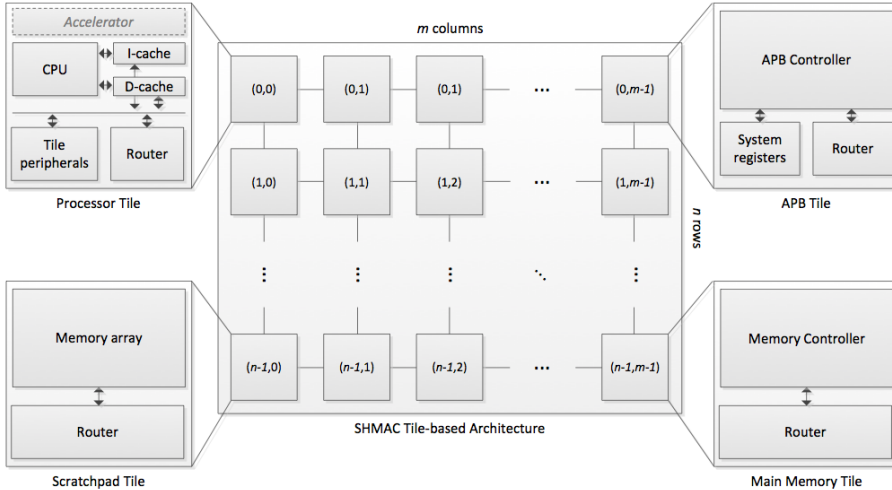 Accelerator
CPU
I-cache
D-cache
Tile
peripherals
Router
Processor Tile
m columns
(0,0)
(0,1)
(0,1)
...
(0,m-1)
(1,0)
(1,1)
(1,2)
...
(1,m-1)
n rows
(n-1,0)
(n-1,1)
(n-1,2)
...
(n-1,m-1)
SHMAC Tile-based Architecture
APB Controller
System
registers
Router
APB Tile
Memory array
Router
Scratchpad Tile
Memory Controller
Router
Main Memory Tile